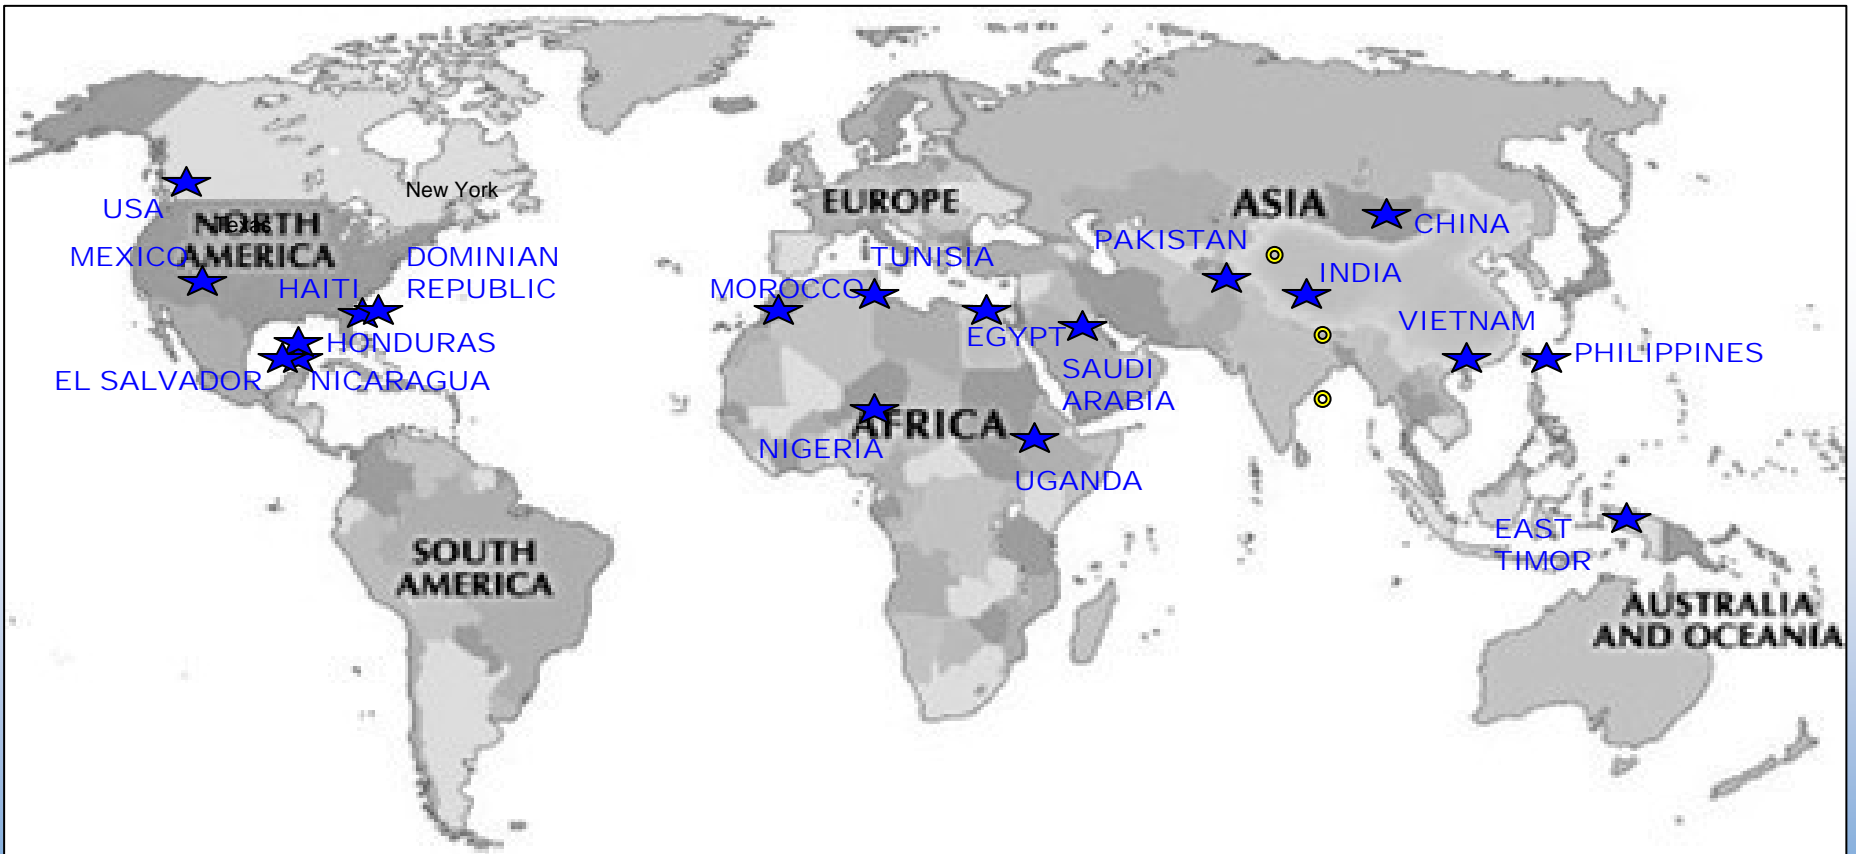 New York
USA
NORTH
Texas
AMERICA
MEXICO
DOMINIAN
REPUBLIC
HAITI
HONDURAS
EL SALVADOR
NICARAGUA
SOUTH
AMERICA
EUROPE
TUNISIA
MOROCCO
EGYPT
SAUDI
ARABIA
AFRICA
NIGERIA
UGANDA
ASIA
PAKISTAN
CHINA
INDIA
VIETNAM
PHILIPPINES
EAST
TIMOR
AUSTRALIA
AND OCEANIA